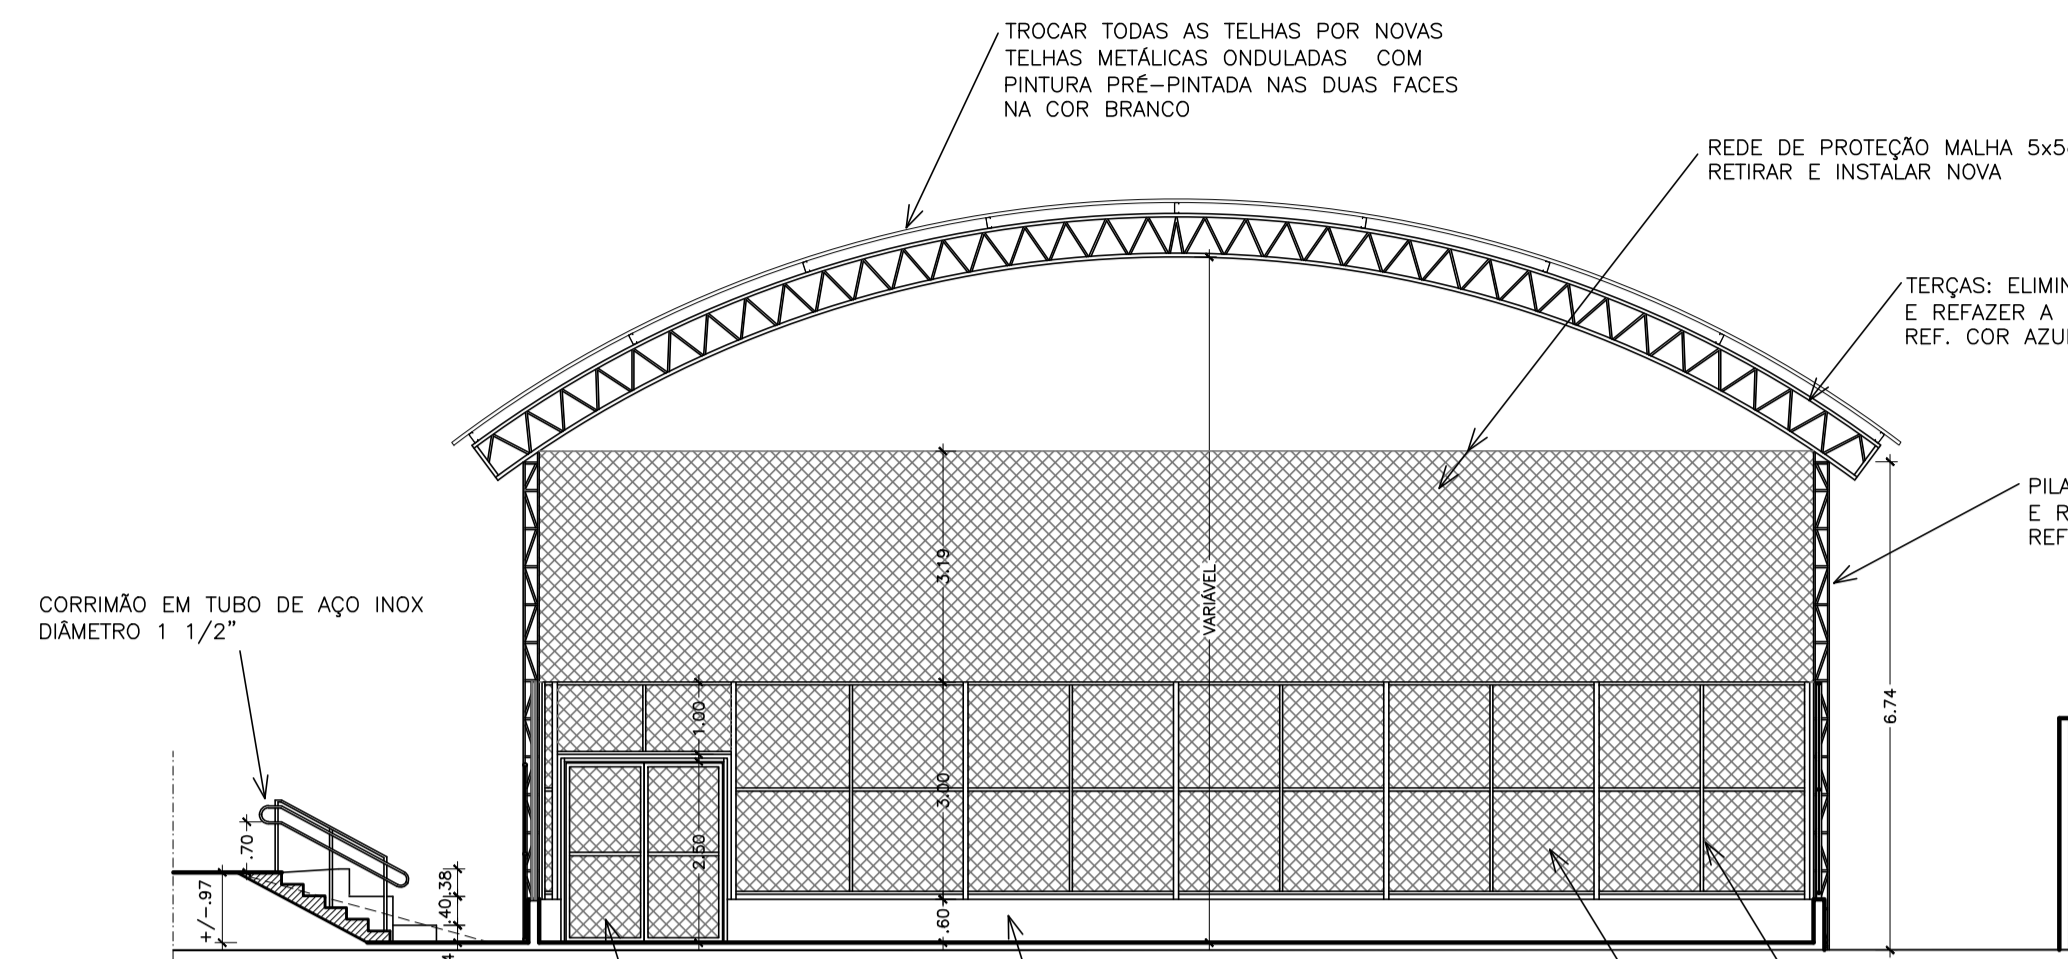 TROCAR TODAS AS TELHAS POR NOVAS
TELHAS METÁLICAS ONDULADAS COM
PINTURA PRÉ-PINTADA NAS DUAS FACES
NA COR BRANCO
REDE DE PROTEÇÃO MALHA 5x5
RETIRAR E INSTALAR NOVA
TERÇAS: ELIMIN
E REFAZER A
REF. COR AZU
PILA
E R
REF
CORRIMÃO EM TUBO DE AÇO INOX
DIÂMETRO 1 1/2"
3.19
VARIÁVEL
6.74
1.00
3.00
2.50
.70
+/-.97
.38
.40
.60
4